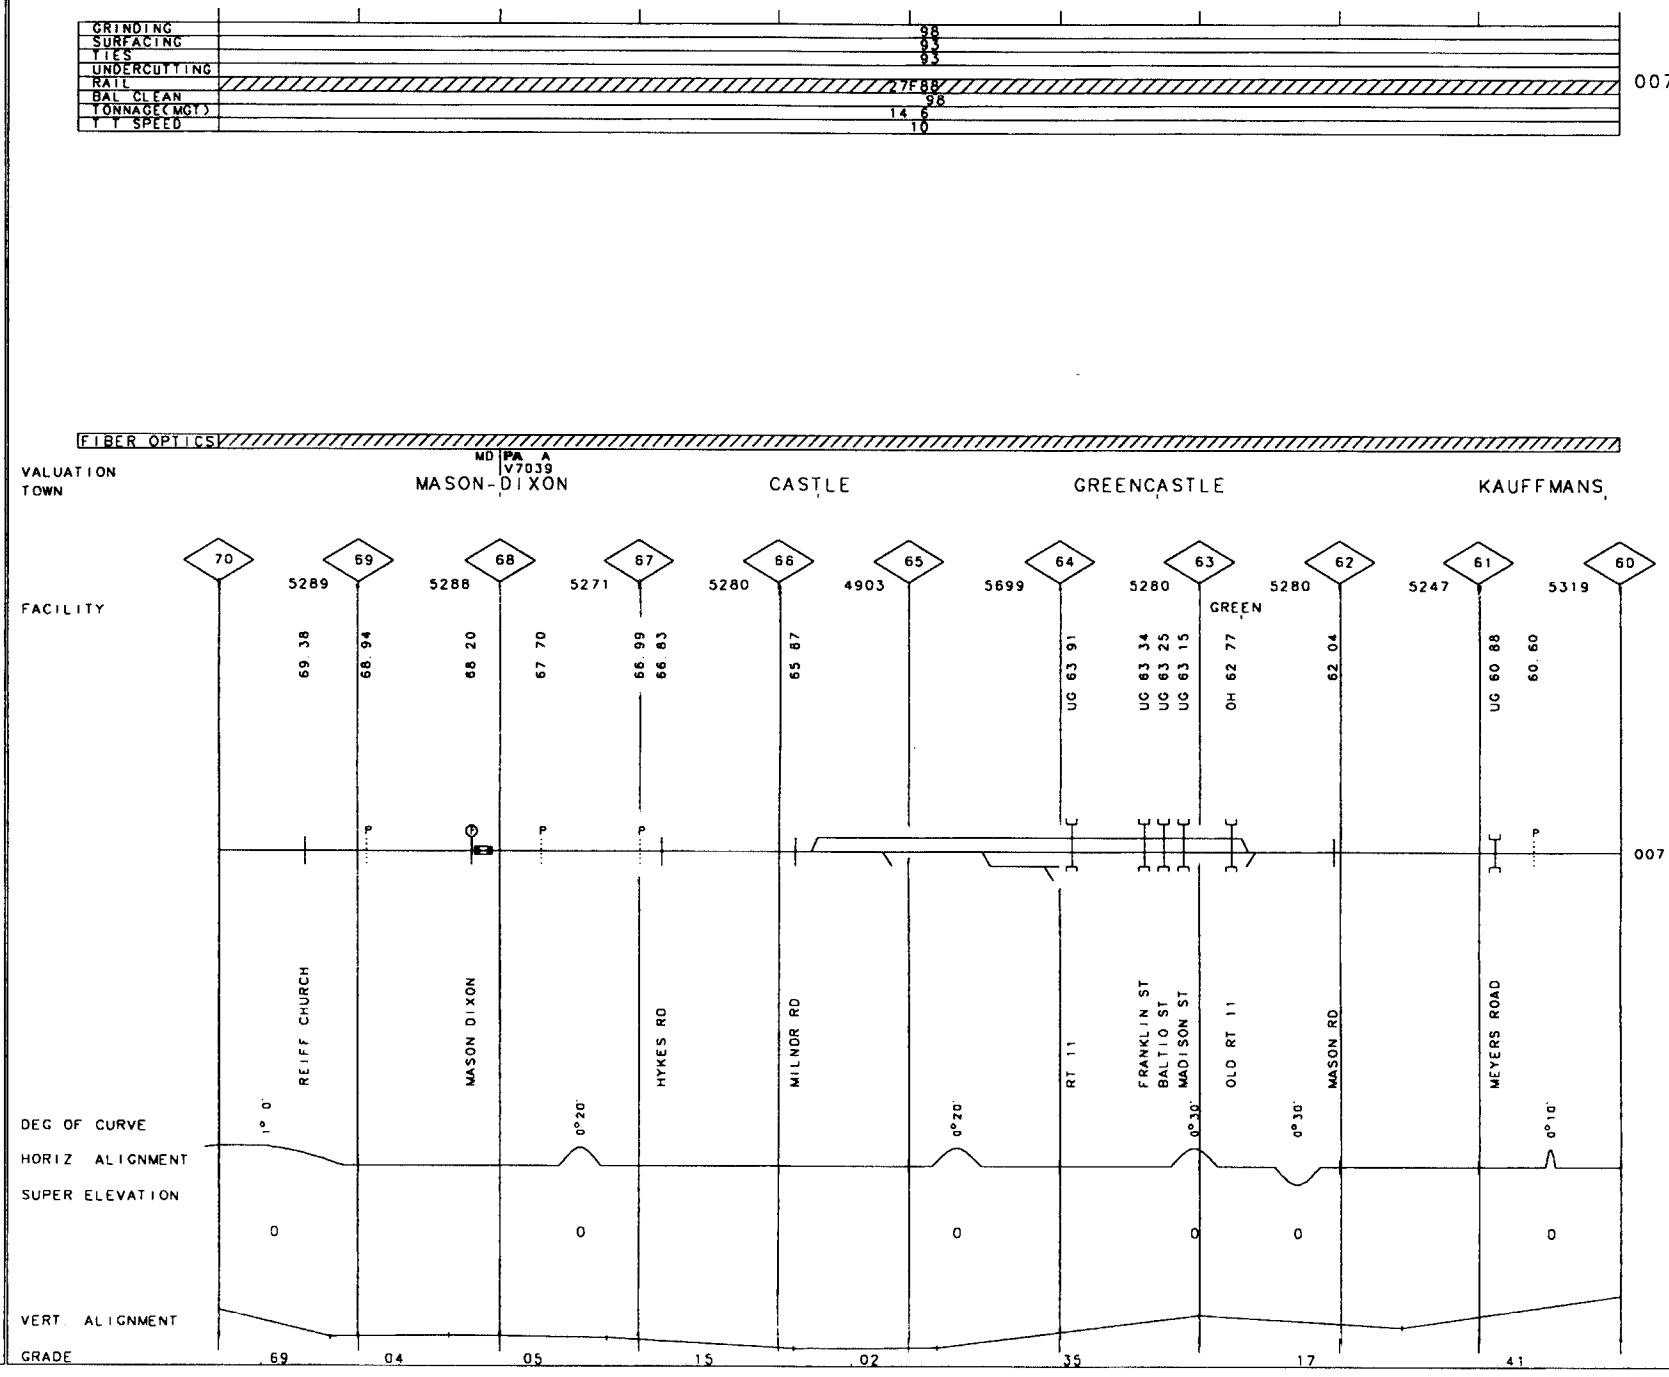 GRINDING 98
SURFACING 93
TIES 93
UNDERCUTTING
RAIL 27F88 007
BAL CLEAN 98
TONNAGE(MGT) 14 6
T T SPEED 10
FIBER OPTICS
MD PA A
VALUATION V7039
TOWN MASON-DIXON CASTLE GREENCASTLE KAUFFMANS
70 69 68 67 66 65 64 63 62 61 60
5289 5288 5271 5280 4903 5699 5280 5280 5247 5319
FACILITY GREEN
69 38
68. 94
68 20
67 70
66. 99
66. 83
65 87
UG 63 91
UG 63 34
UG 63 25
UG 63 15
OH 62 77
62 04
UG 60 88
60. 60
P P P P P
007
REIFF CHURCH
MASON DIXON
HYKES RD
MILNOR RD
RT 11
FRANKLIN ST
BALTIO ST
MADISON ST
OLD RT 11
MASON RD
MEYERS ROAD
DEG OF CURVE 1° 0' 0°20' 0°20' 0°30' 0°30' 0°10'
HORIZ ALIGNMENT
SUPER ELEVATION
0 0 0 0 0 0
VERT. ALIGNMENT
GRADE .69 04 05 .15 .02 .35 17 .41